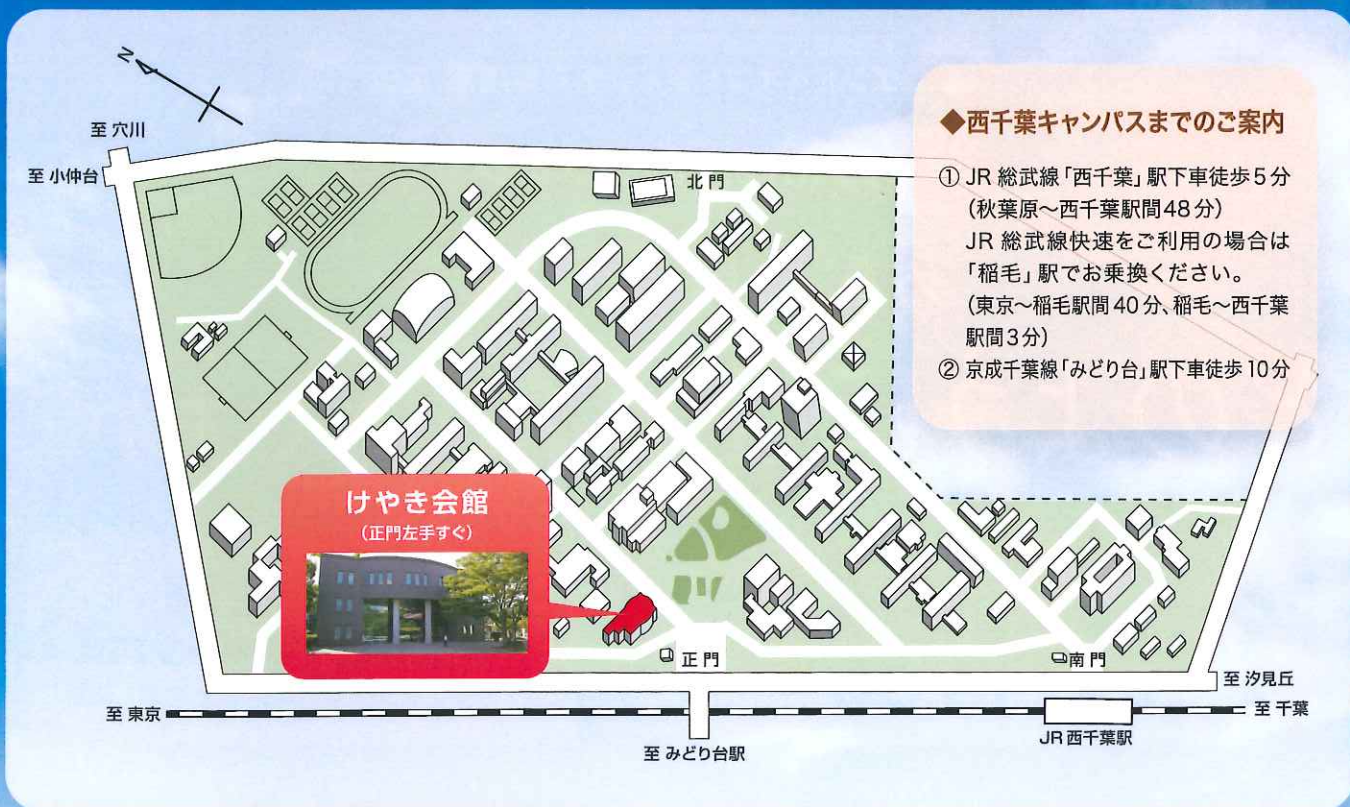 N
至 穴川
至 小仲台
北門
◆西千葉キャンパスまでのご案内
① JR 総武線「西千葉」駅下車徒歩5分
(秋葉原～西千葉駅間48分)
JR 総武線快速をご利用の場合は
「稲毛」駅でお乗換ください。
(東京～稲毛駅間40分、稲毛～西千葉
駅間3分)
② 京成千葉線「みどり台」駅下車徒歩10分
けやき会館
(正門左手すぐ)
正門
南門
至 汐見丘
至 東京
至 千葉
JR 西千葉駅
至 みどり台駅